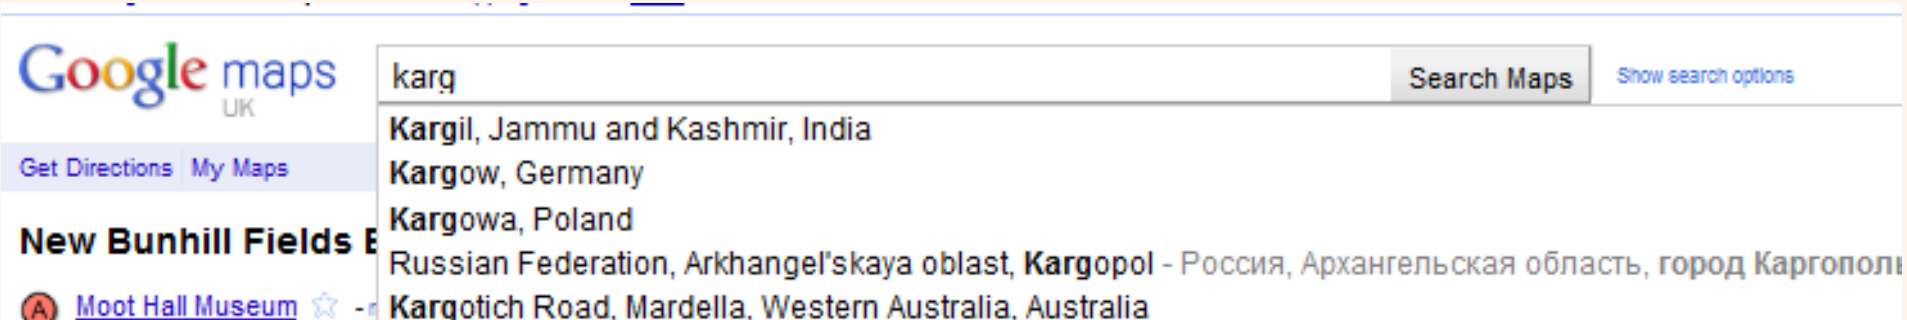 Google maps
UK
karg
Search Maps
Show search options
Kargil, Jammu and Kashmir, India
Kargow, Germany
Kargowa, Poland
Russian Federation, Arkhangel'skaya oblast, Kargopol - Россия, Архангельская область, город Каргополь
Kargotich Road, Mardella, Western Australia, Australia
Get Directions
My Maps
New Bunhill Fields
A Moot Hall Museum